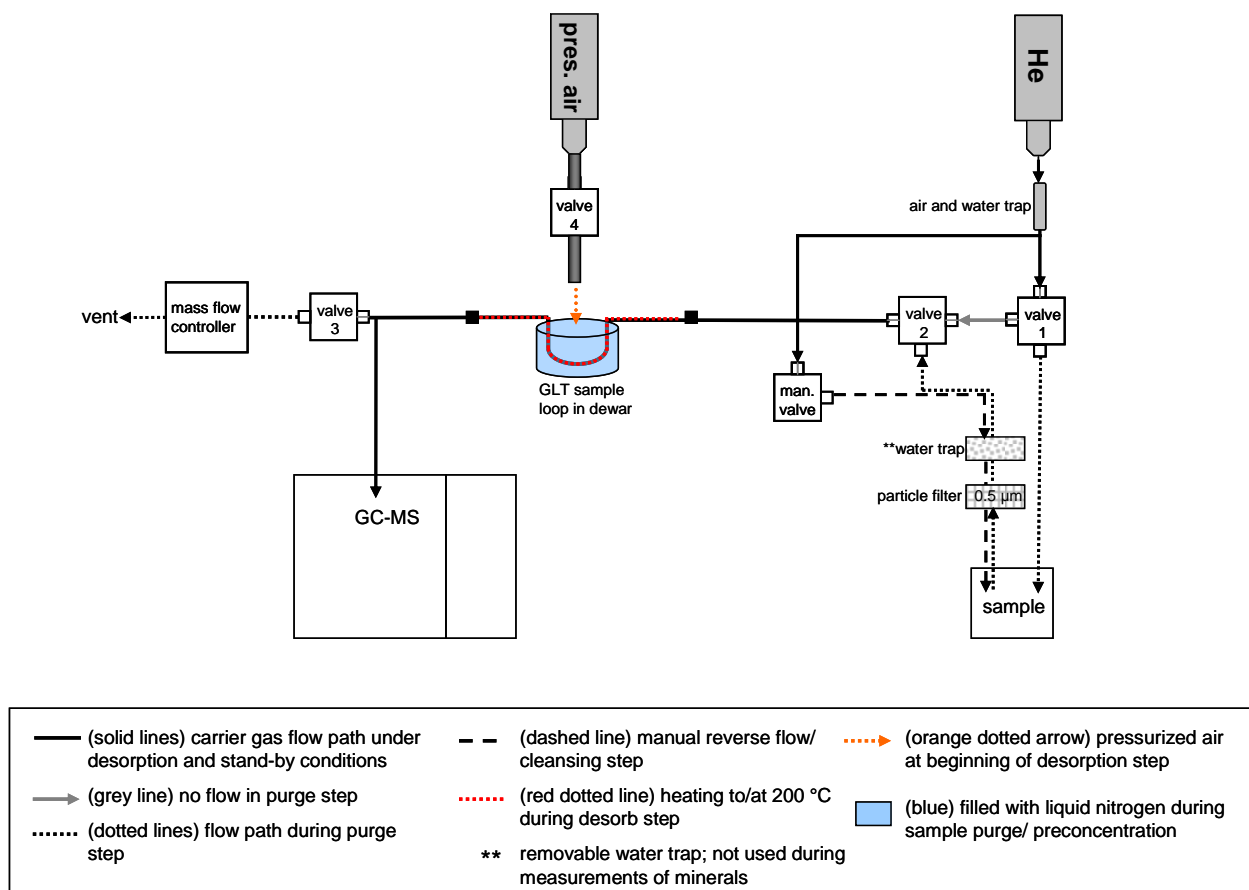 pres. air
He
valve
4
air and water trap
vent
mass flow
controller
valve
3
valve
2
valve
1
GLT sample
loop in dewar
man.
valve
**water trap
particle filter
0.5 µm
GC-MS
sample
(solid lines) carrier gas flow path under
desorption and stand-by conditions
(grey line) no flow in purge step
(dotted lines) flow path during purge
step
(dashed line) manual reverse flow/
cleansing step
(red dotted line) heating to/at 200 °C
during desorb step
** removable water trap; not used during
measurements of minerals
(orange dotted arrow) pressurized air
at beginning of desorption step
(blue) filled with liquid nitrogen during
sample purge/ preconcentration